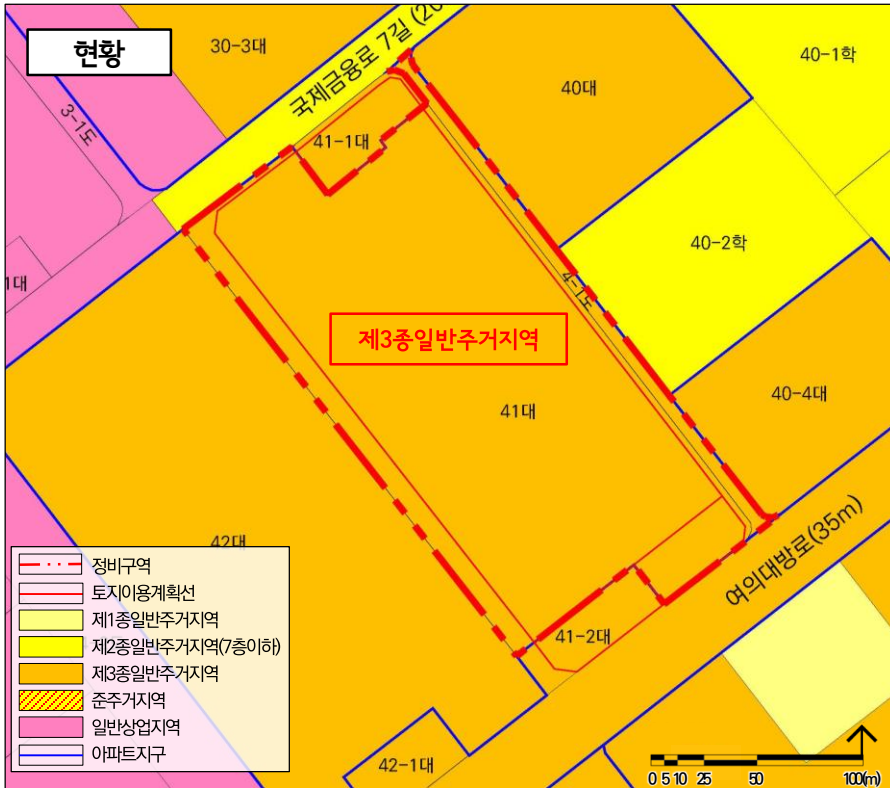 현황
30-3대
국제금융로 7길 (20
40-1학
40대
3-1도
41-1대
40-2학
1대
4-1도
제3종일반주거지역
41대
40-4대
42대
여의대방로(35m)
41-2대
42-1대
정비구역
토지이용계획선
제1종일반주거지역
제2종일반주거지역(7층이하)
제3종일반주거지역
준주거지역
일반상업지역
아파트지구
0 5 10 25 50 100(m)